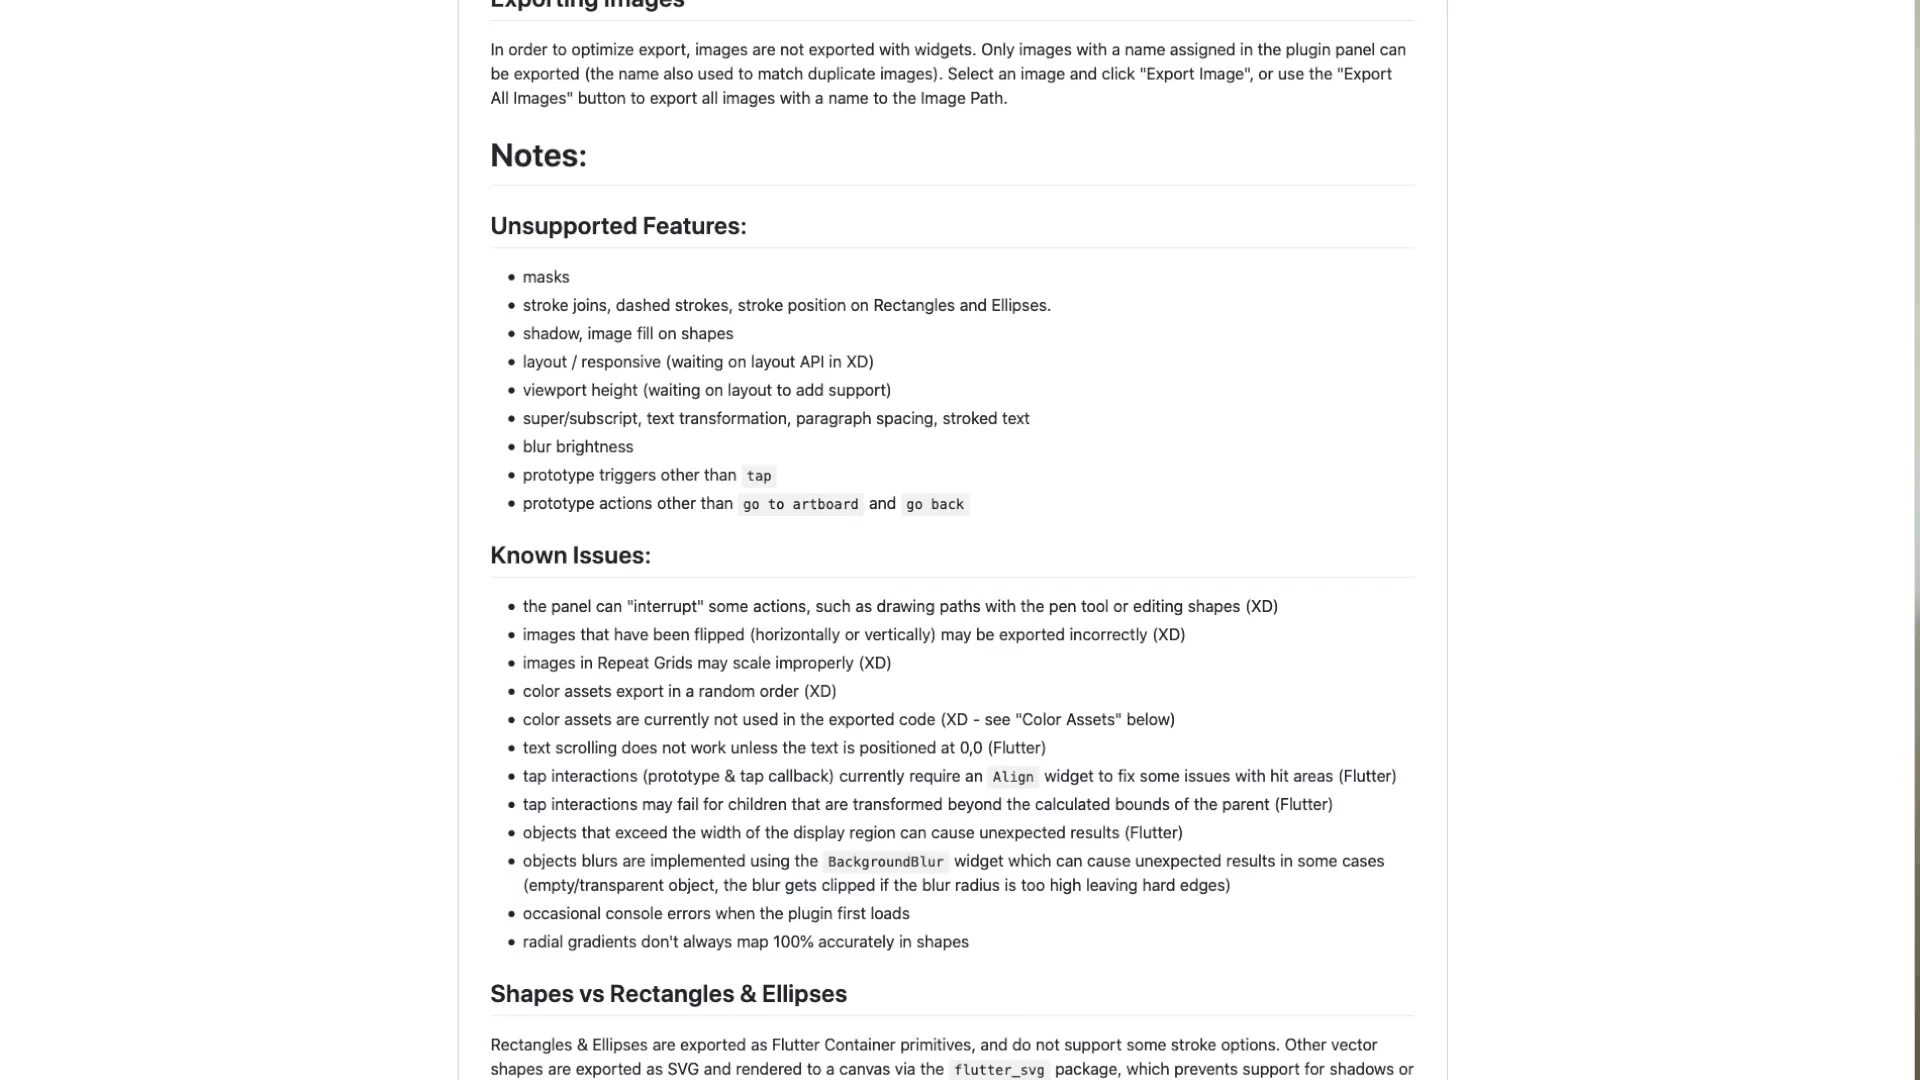 Exporting Images
In order to optimize export, images are not exported with widgets. Only images with a name assigned in the plugin panel can
be exported (the name also used to match duplicate images). Select an image and click "Export Image", or use the "Export
All Images" button to export all images with a name to the Image Path.
Notes:
Unsupported Features:
• masks
• stroke joins, dashed strokes, stroke position on Rectangles and Ellipses.
• shadow, image fill on shapes
• layout / responsive (waiting on layout API in XD)
• viewport height (waiting on layout to add support)
• super/subscript, text transformation, paragraph spacing, stroked text
• blur brightness
• prototype triggers other than tap
• prototype actions other than go to artboard and go back
Known Issues:
• the panel can "interrupt" some actions, such as drawing paths with the pen tool or editing shapes (XD)
• images that have been flipped (horizontally or vertically) may be exported incorrectly (XD)
• images in Repeat Grids may scale improperly (XD)
• color assets export in a random order (XD)
• color assets are currently not used in the exported code (XD - see "Color Assets" below)
• text scrolling does not work unless the text is positioned at 0,0 (Flutter)
• tap interactions (prototype & tap callback) currently require an Align widget to fix some issues with hit areas (Flutter)
• tap interactions may fail for children that are transformed beyond the calculated bounds of the parent (Flutter)
• objects that exceed the width of the display region can cause unexpected results (Flutter)
• objects blurs are implemented using the BackgroundBlur widget which can cause unexpected results in some cases
(empty/transparent object, the blur gets clipped if the blur radius is too high leaving hard edges)
• occasional console errors when the plugin first loads
• radial gradients don't always map 100% accurately in shapes
Shapes vs Rectangles & Ellipses
Rectangles & Ellipses are exported as Flutter Container primitives, and do not support some stroke options. Other vector
shapes are exported as SVG and rendered to a canvas via the flutter_svg package, which prevents support for shadows or